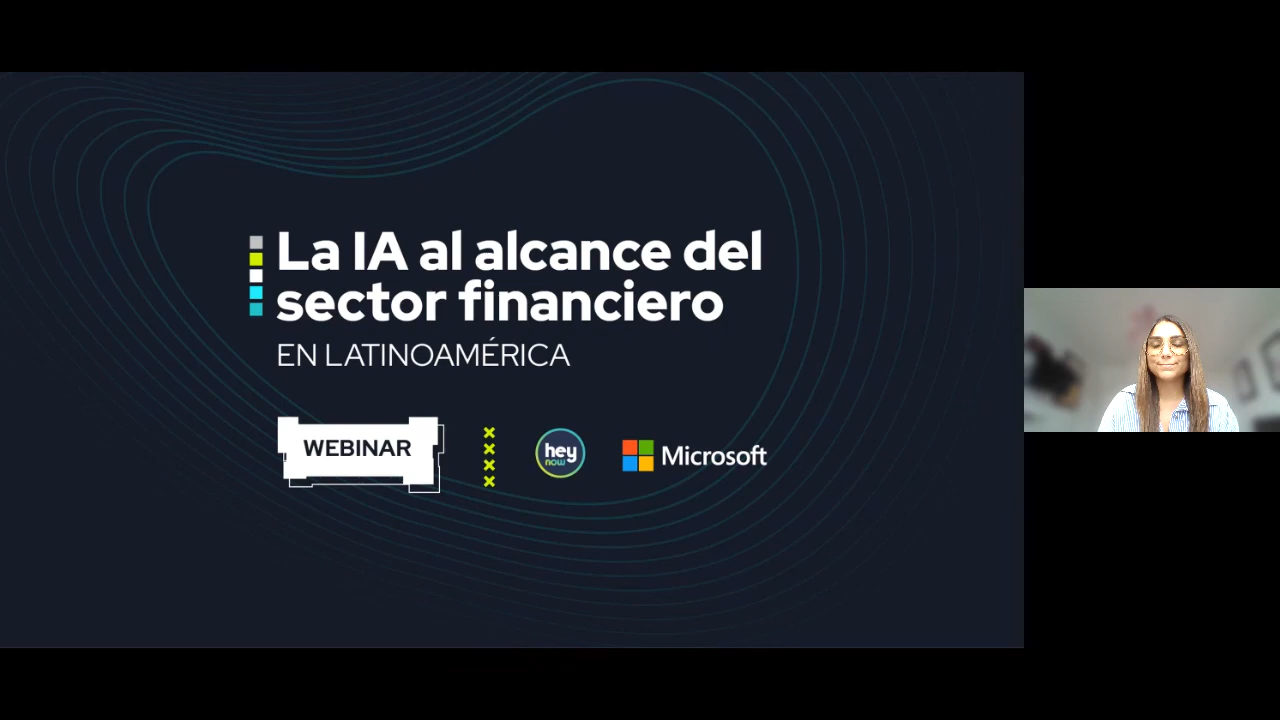 La IA al alcance del
sector financiero
EN LATINOAMÉRICA
WEBINAR
hey
now
Microsoft